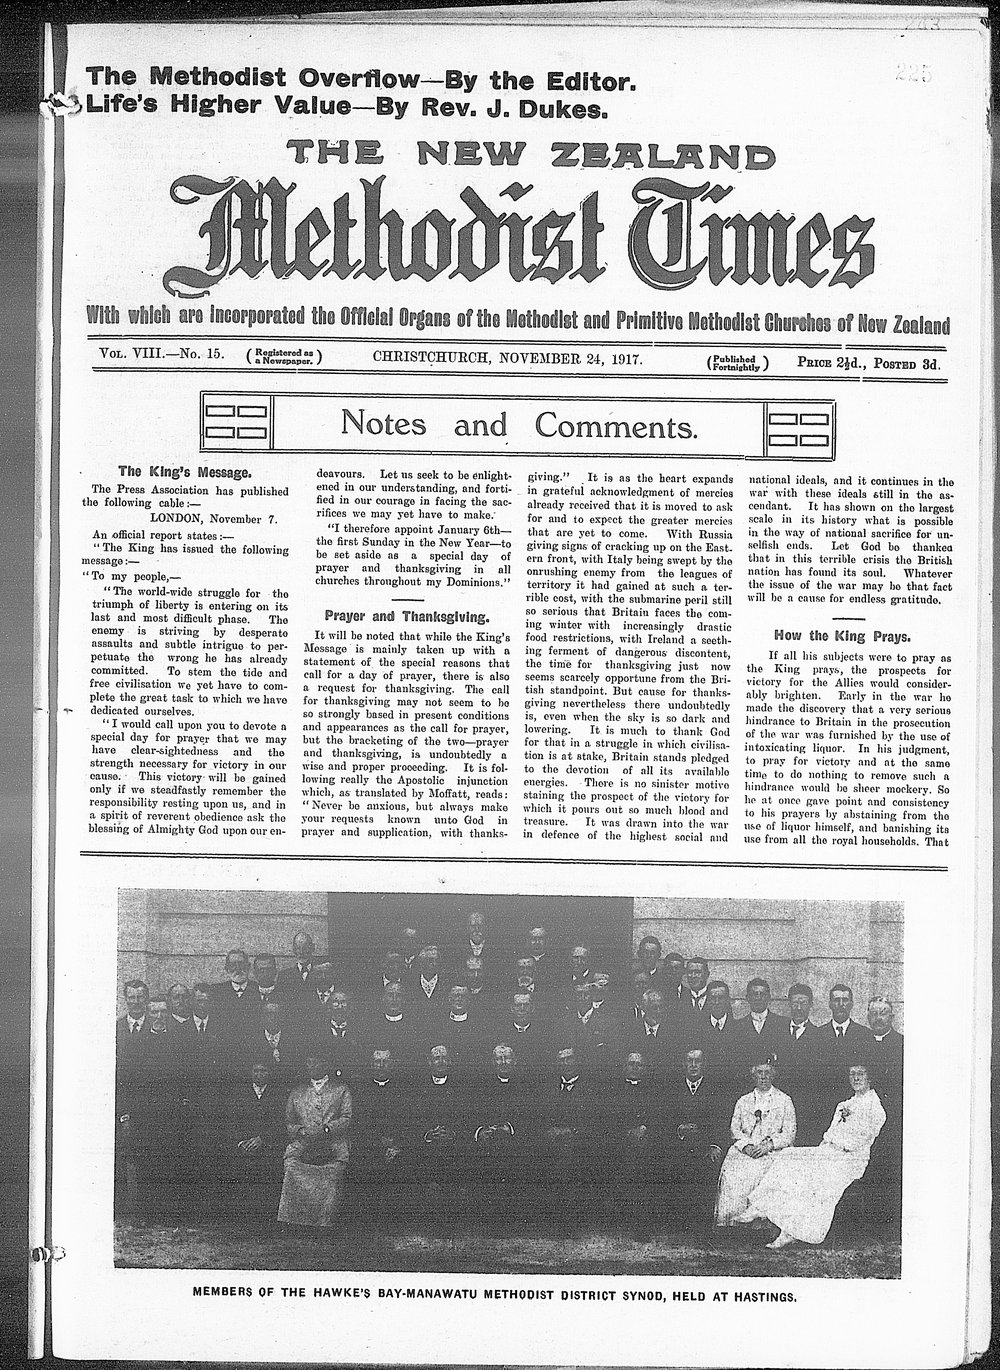 225
The Methodist Overflow—By the Editor.
Life's Higher Value—By Rev. J. Dukes.
THE NEW ZEALAND
Methodist Times
With which are incorporated the Official Organs of the Methodist and Primitive Methodist Churches of New Zealand
VOL. VIII.—No. 15. (Registered as a Newspaper.) CHRISTCHURCH, NOVEMBER 24, 1917. (Published Fortnightly) PRICE 2½d., POSTED 3d.
Notes and Comments.
The King's Message.
The Press Association has published
the following cable:—
LONDON, November 7.
An official report states:—
"The King has issued the following
message:—
"To my people,—
"The world-wide struggle for the
triumph of liberty is entering on its
last and most difficult phase. The
enemy is striving by desperate
assaults and subtle intrigue to per-
petuate the wrong he has already
committed. To stem the tide and
free civilisation we yet have to com-
plete the great task to which we have
dedicated ourselves.
"I would call upon you to devote a
special day for prayer that we may
have clear-sightedness and the
strength necessary for victory in our
cause. This victory will be gained
only if we steadfastly remember the
responsibility resting upon us, and in
a spirit of reverent obedience ask the
blessing of Almighty God upon our en-
deavours. Let us seek to be enlight-
ened in our understanding, and forti-
fied in our courage in facing the sac-
rifices we may yet have to make.
"I therefore appoint January 6th—
the first Sunday in the New Year—to
be set aside as a special day of
prayer and thanksgiving in all
churches throughout my Dominions."
Prayer and Thanksgiving.
It will be noted that while the King's
Message is mainly taken up with a
statement of the special reasons that
call for a day of prayer, there is also
a request for thanksgiving. The call
for thanksgiving may not seem to be
so strongly based in present conditions
and appearances as the call for prayer,
but the bracketing of the two—prayer
and thanksgiving, is undoubtedly a
wise and proper proceeding. It is fol-
lowing really the Apostolic injunction
which, as translated by Moffatt, reads:
"Never be anxious, but always make
your requests known unto God in
prayer and supplication, with thanks-
giving." It is as the heart expands
in grateful acknowledgment of mercies
already received that it is moved to ask
for and to expect the greater mercies
that are yet to come. With Russia
giving signs of cracking up on the East-
ern front, with Italy being swept by the
onrushing enemy from the leagues of
territory it had gained at such a ter-
rible cost, with the submarine peril still
so serious that Britain faces the com-
ing winter with increasingly drastic
food restrictions, with Ireland a seeth-
ing ferment of dangerous discontent,
the time for thanksgiving just now
seems scarcely opportune from the Bri-
tish standpoint. But cause for thanks-
giving nevertheless there undoubtedly
is, even when the sky is so dark and
lowering. It is much to thank God
for that in a struggle in which civilisa-
tion is at stake, Britain stands pledged
to the devotion of all its available
energies. There is no sinister motive
staining the prospect of the victory for
which it pours out so much blood and
treasure. It was drawn into the war
in defence of the highest social and
national ideals, and it continues in the
war with these ideals still in the as-
cendant. It has shown on the largest
scale in its history what is possible
in the way of national sacrifice for un-
selfish ends. Let God be thanked
that in this terrible crisis the British
nation has found its soul. Whatever
the issue of the war may be that fact
will be a cause for endless gratitude.
How the King Prays.
If all his subjects were to pray as
the King prays, the prospects for
victory for the Allies would consider-
ably brighten. Early in the war he
made the discovery that a very serious
hindrance to Britain in the prosecution
of the war was furnished by the use of
intoxicating liquor. In his judgment,
to pray for victory and at the same
time to do nothing to remove such a
hindrance would be sheer mockery. So
he at once gave point and consistency
to his prayers by abstaining from the
use of liquor himself, and banishing its
use from all the royal households. That
MEMBERS OF THE HAWKE'S BAY-MANAWATU METHODIST DISTRICT SYNOD, HELD AT HASTINGS.